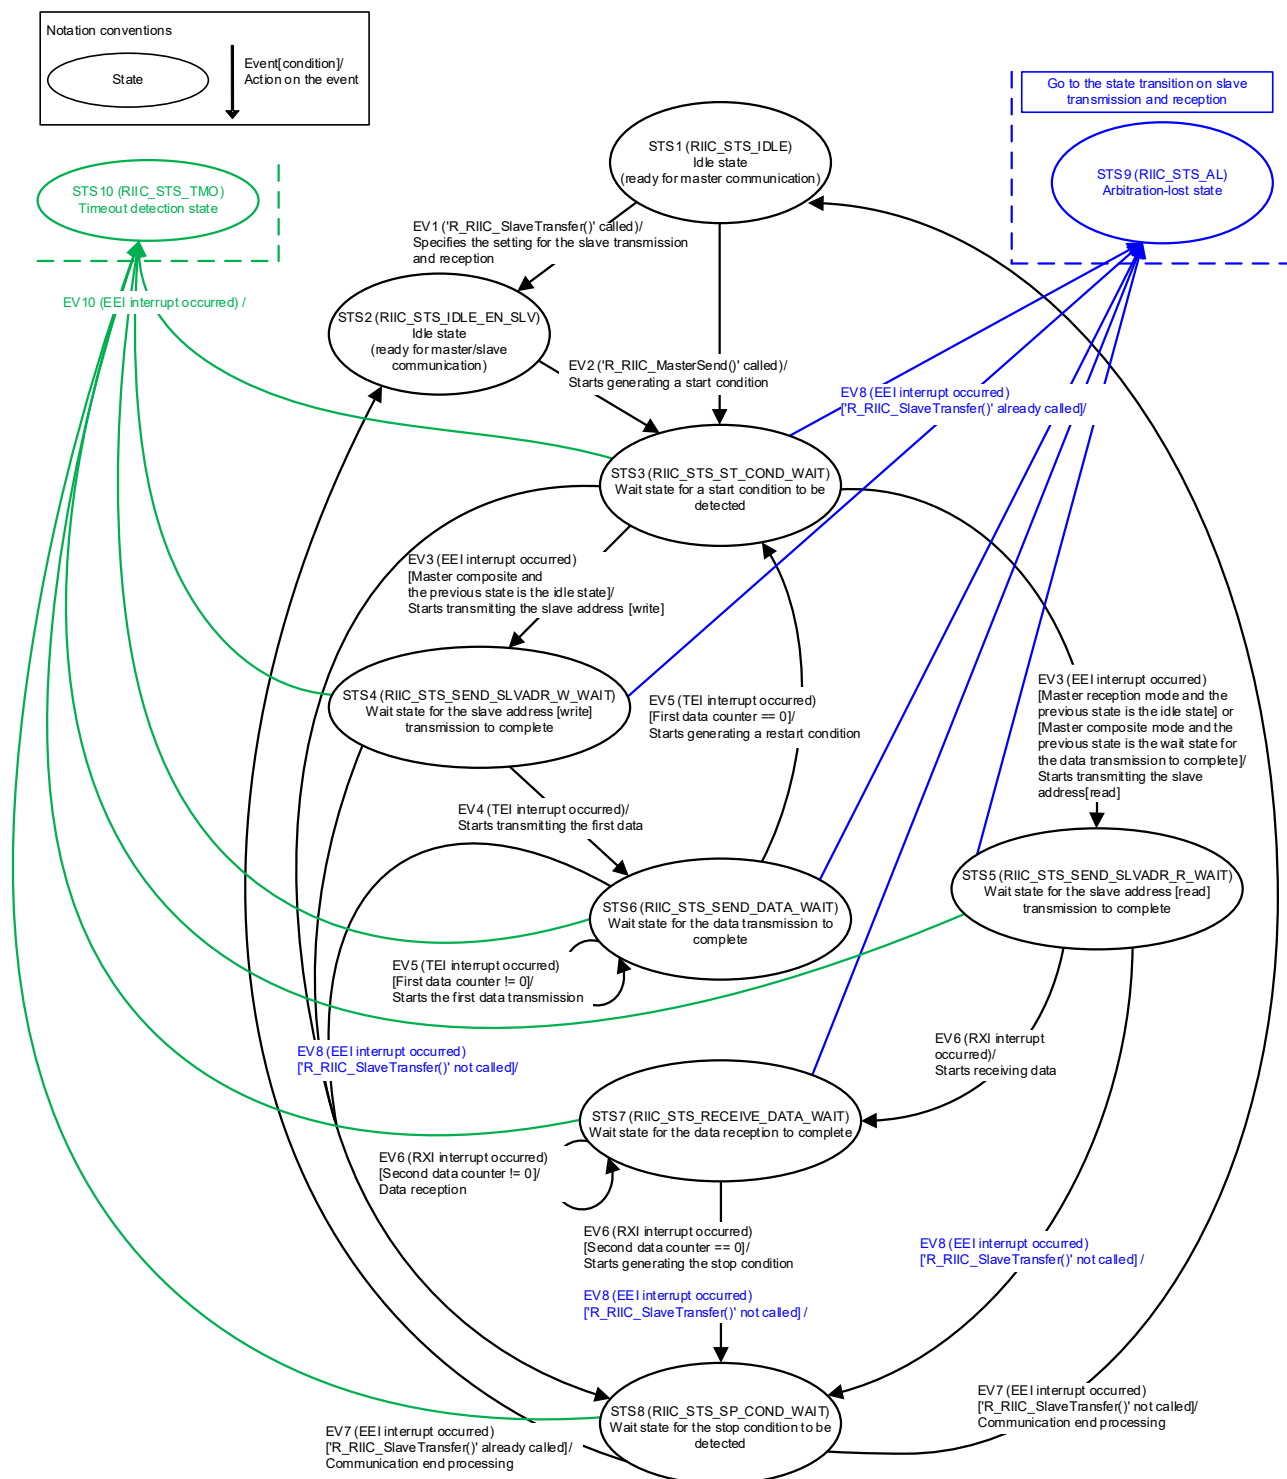 Notation conventions
State
Event[condition]/
Action on the event
Go to the state transition on slave
transmission and reception
STS1 (RIIC_STS_IDLE)
Idle state
(ready for master communication)
STS9 (RIIC_STS_AL)
Arbitration-lost state
STS10 (RIIC_STS_TMO)
Timeout detection state
EV1 ('R_RIIC_SlaveTransfer()' called)/
Specifies the setting for the slave transmission
and reception
EV10 (EEI interrupt occurred) /
STS2 (RIIC_STS_IDLE_EN_SLV)
Idle state
(ready for master/slave
communication)
EV2 ('R_RIIC_MasterSend()' called)/
Starts generating a start condition
EV8 (EEI interrupt occurred)
['R_RIIC_SlaveTransfer()' already called]/
STS3 (RIIC_STS_ST_COND_WAIT)
Wait state for a start condition to be
detected
EV3 (EEI interrupt occurred)
[Master composite and
the previous state is the idle state]/
Starts transmitting the slave address [write]
STS4 (RIIC_STS_SEND_SLVADR_W_WAIT)
Wait state for the slave address [write]
transmission to complete
EV5 (TEI interrupt occurred)
[First data counter == 0]/
Starts generating a restart condition
EV3 (EEI interrupt occurred)
[Master reception mode and the
previous state is the idle state] or
[Master composite mode and the
previous state is the wait state for
the data transmission to complete]/
Starts transmitting the slave
address[read]
EV4 (TEI interrupt occurred)/
Starts transmitting the first data
STS5 (RIIC_STS_SEND_SLVADR_R_WAIT)
Wait state for the slave address [read]
transmission to complete
STS6 (RIIC_STS_SEND_DATA_WAIT)
Wait state for the data transmission to
complete
EV5 (TEI interrupt occurred)
[First data counter != 0]/
Starts the first data transmission
EV8 (EEI interrupt occurred)
['R_RIIC_SlaveTransfer()' not called]/
EV6 (RXI interrupt
occurred)/
Starts receiving data
STS7 (RIIC_STS_RECEIVE_DATA_WAIT)
Wait state for the data reception to complete
EV6 (RXI interrupt occurred)
[Second data counter != 0]/
Data reception
EV6 (RXI interrupt occurred)
[Second data counter == 0]/
Starts generating the stop condition
EV8 (EEI interrupt occurred)
['R_RIIC_SlaveTransfer()' not called] /
EV8 (EEI interrupt occurred)
['R_RIIC_SlaveTransfer()' not called] /
STS8 (RIIC_STS_SP_COND_WAIT)
Wait state for the stop condition to be
detected
EV7 (EEI interrupt occurred)
['R_RIIC_SlaveTransfer()' already called]/
Communication end processing
EV7 (EEI interrupt occurred)
['R_RIIC_SlaveTransfer()' not called]/
Communication end processing